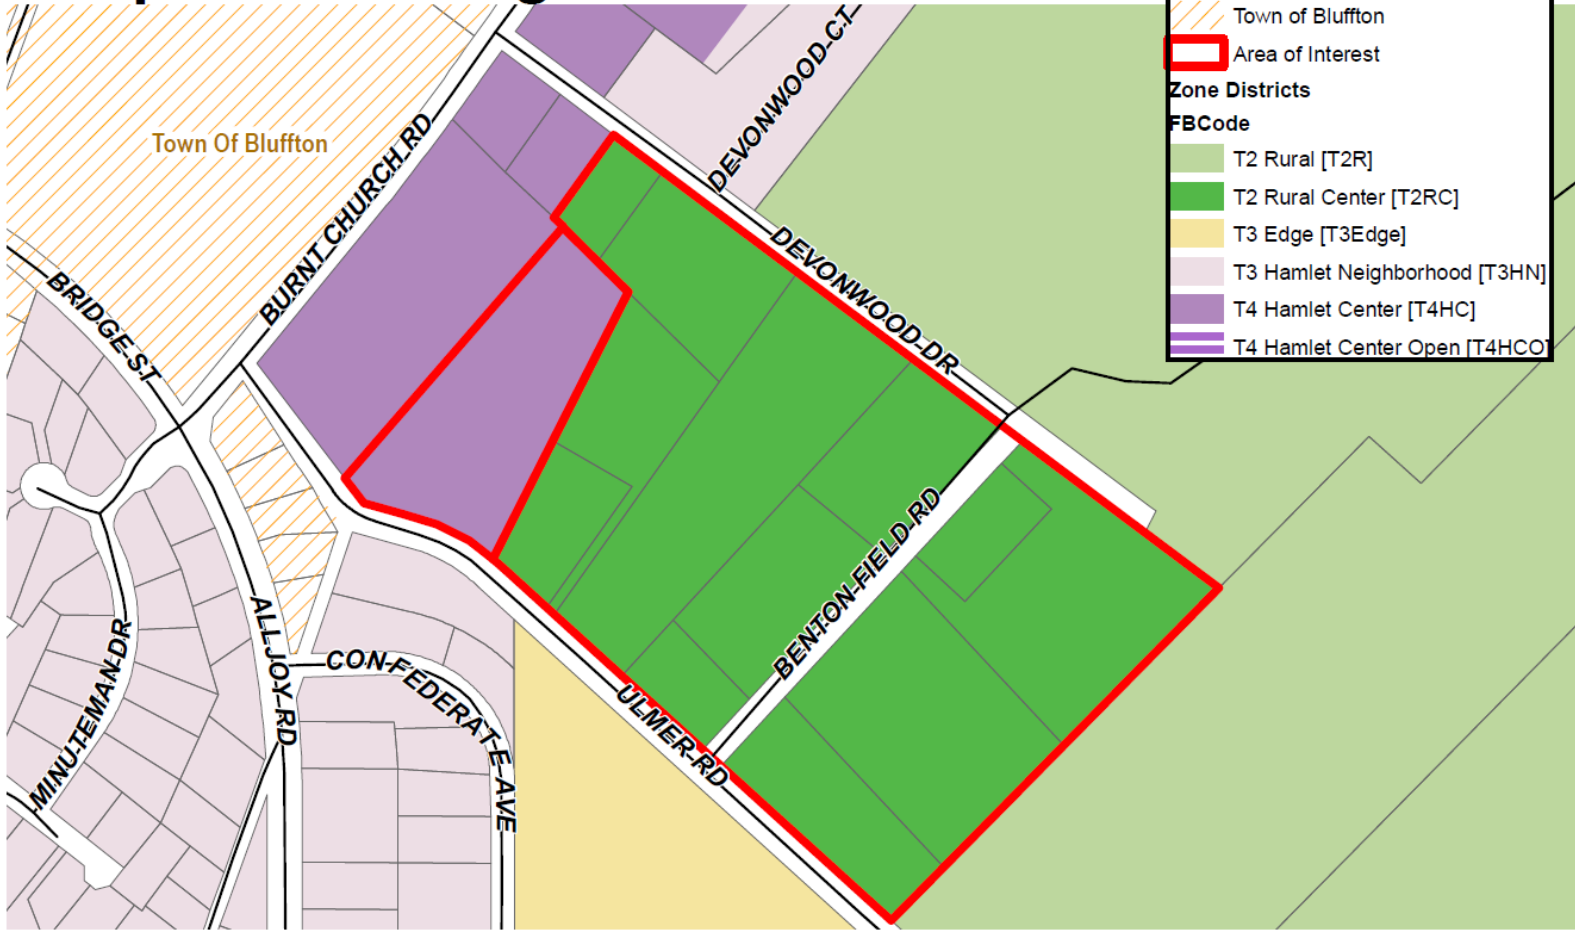 Town of Bluffton
Area of Interest
Zone Districts
FBCode
T2 Rural [T2R]
T2 Rural Center [T2RC]
T3 Edge [T3Edge]
T3 Hamlet Neighborhood [T3HN]
T4 Hamlet Center [T4HC]
T4 Hamlet Center Open [T4HCO]
DEVONWOOD CT
Town Of Bluffton
BURNT CHURCH RD
BRIDGE ST
DEVONWOOD DR
BENTON FIELD RD
ALLJOY RD
CONFEDERATE AVE
MINUTEMAN DR
ULMER RD